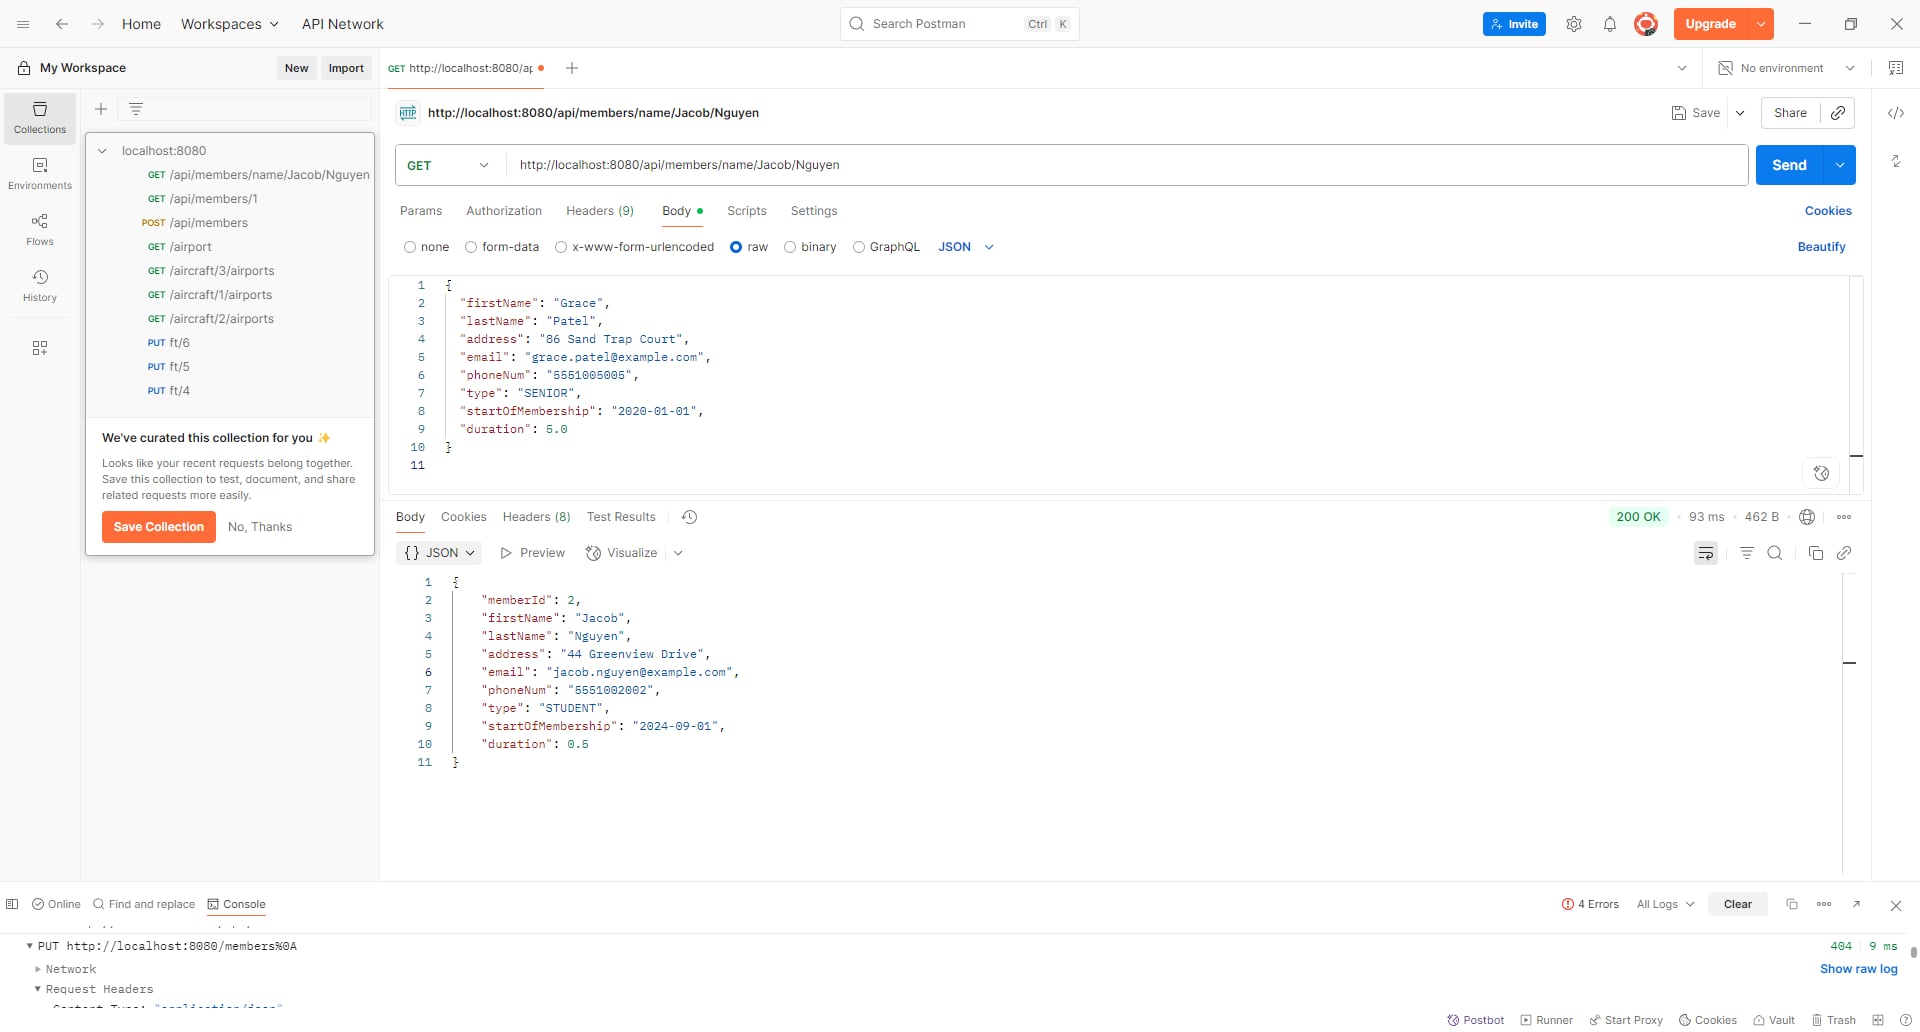 Home Workspaces API Network Search Postman Ctrl K Invite Upgrade
My Workspace New Import GET http://localhost:8080/ap No environment
Collections
Environments
Flows
History
localhost:8080
GET /api/members/name/Jacob/Nguyen
GET /api/members/1
POST /api/members
GET /airport
GET /aircraft/3/airports
GET /aircraft/1/airports
GET /aircraft/2/airports
PUT ft/6
PUT ft/5
PUT ft/4
We've curated this collection for you ✨
Looks like your recent requests belong together.
Save this collection to test, document, and share
related requests more easily.
Save Collection No, Thanks
HTTP http://localhost:8080/api/members/name/Jacob/Nguyen Save Share
GET http://localhost:8080/api/members/name/Jacob/Nguyen Send
Params Authorization Headers (9) Body Scripts Settings Cookies
none form-data x-www-form-urlencoded raw binary GraphQL JSON Beautify
1 {
2 "firstName": "Grace",
3 "lastName": "Patel",
4 "address": "86 Sand Trap Court",
5 "email": "grace.patel@example.com",
6 "phoneNum": "5551005005",
7 "type": "SENIOR",
8 "startOfMembership": "2020-01-01",
9 "duration": 5.0
10 }
11
Body Cookies Headers (8) Test Results 200 OK 93 ms 462 B
{} JSON Preview Visualize
1 {
2 "memberId": 2,
3 "firstName": "Jacob",
4 "lastName": "Nguyen",
5 "address": "44 Greenview Drive",
6 "email": "jacob.nguyen@example.com",
7 "phoneNum": "5551002002",
8 "type": "STUDENT",
9 "startOfMembership": "2024-09-01",
10 "duration": 0.5
11 }
Online Find and replace Console 4 Errors All Logs Clear
PUT http://localhost:8080/members%0A 404 9 ms
Network Show raw log
Request Headers
Content-Type: "application/json"
Postbot Runner Start Proxy Cookies Vault Trash